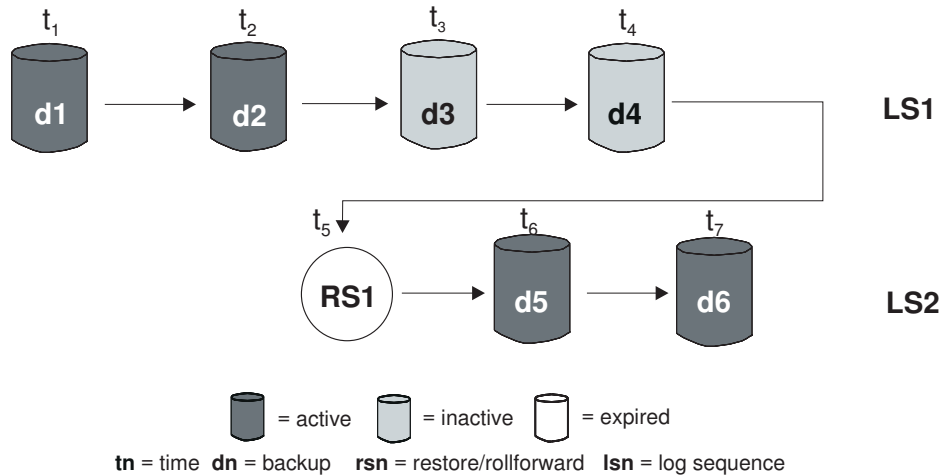 t1 t2 t3 t4
d1 d2 d3 d4 LS1
t5 t6 t7
RS1 d5 d6 LS2
= active = inactive = expired
tn = time dn = backup rsn = restore/rollforward lsn = log sequence